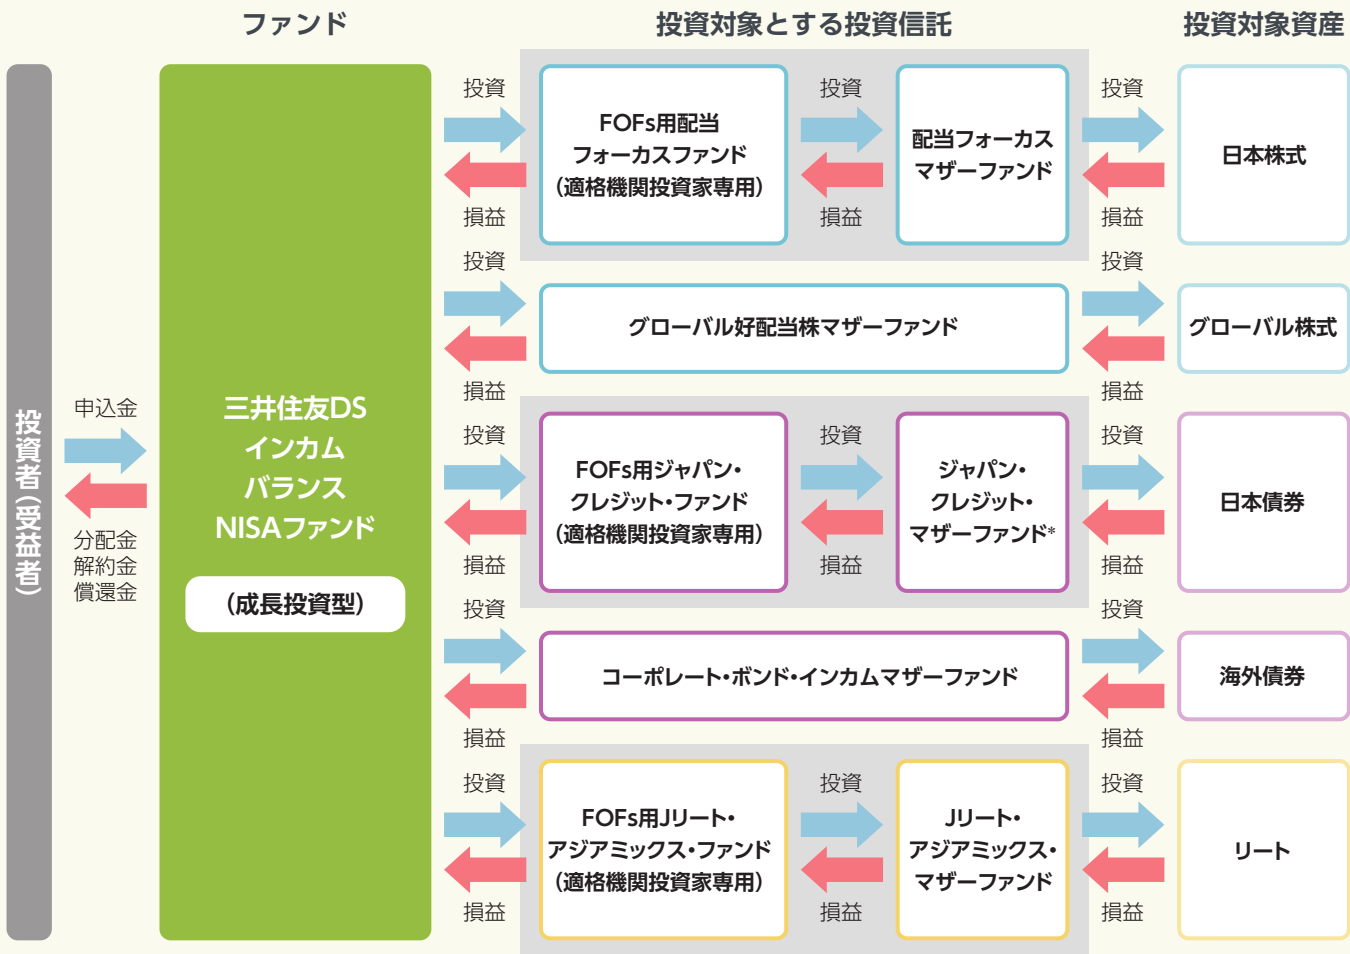 ファンド
投資対象とする投資信託
投資対象資産
投資者(受益者)
申込金
分配金
解約金
償還金
三井住友DS
インカム
バランス
NISAファンド
(成長投資型)
投資
損益
FOFs用配当
フォーカスファンド
(適格機関投資家専用)
投資
損益
配当フォーカス
マザーファンド
投資
損益
日本株式
投資
損益
グローバル好配当株マザーファンド
投資
損益
グローバル株式
投資
損益
FOFs用ジャパン・
クレジット・ファンド
(適格機関投資家専用)
投資
損益
ジャパン・
クレジット・
マザーファンド*
投資
損益
日本債券
投資
損益
コーポレート・ボンド・インカムマザーファンド
投資
損益
海外債券
投資
損益
FOFs用Jリート・
アジアミックス・ファンド
(適格機関投資家専用)
投資
損益
Jリート・
アジアミックス・
マザーファンド
投資
損益
リート